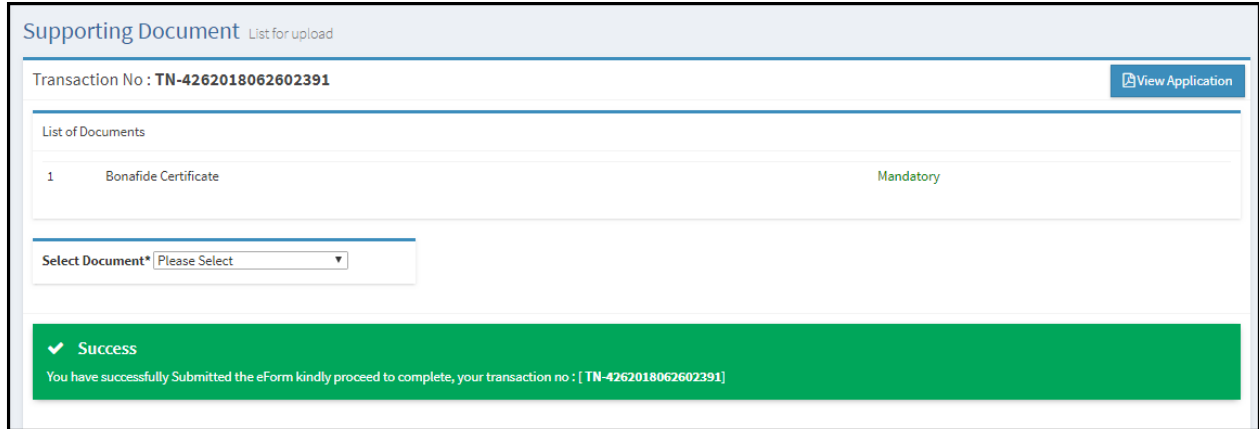 Supporting Document List for upload
Transaction No : TN-4262018062602391 View Application
List of Documents
1 Bonafide Certificate Mandatory
Select Document* Please Select
Success
You have successfully Submitted the eForm kindly proceed to complete, your transaction no : [ TN-4262018062602391]